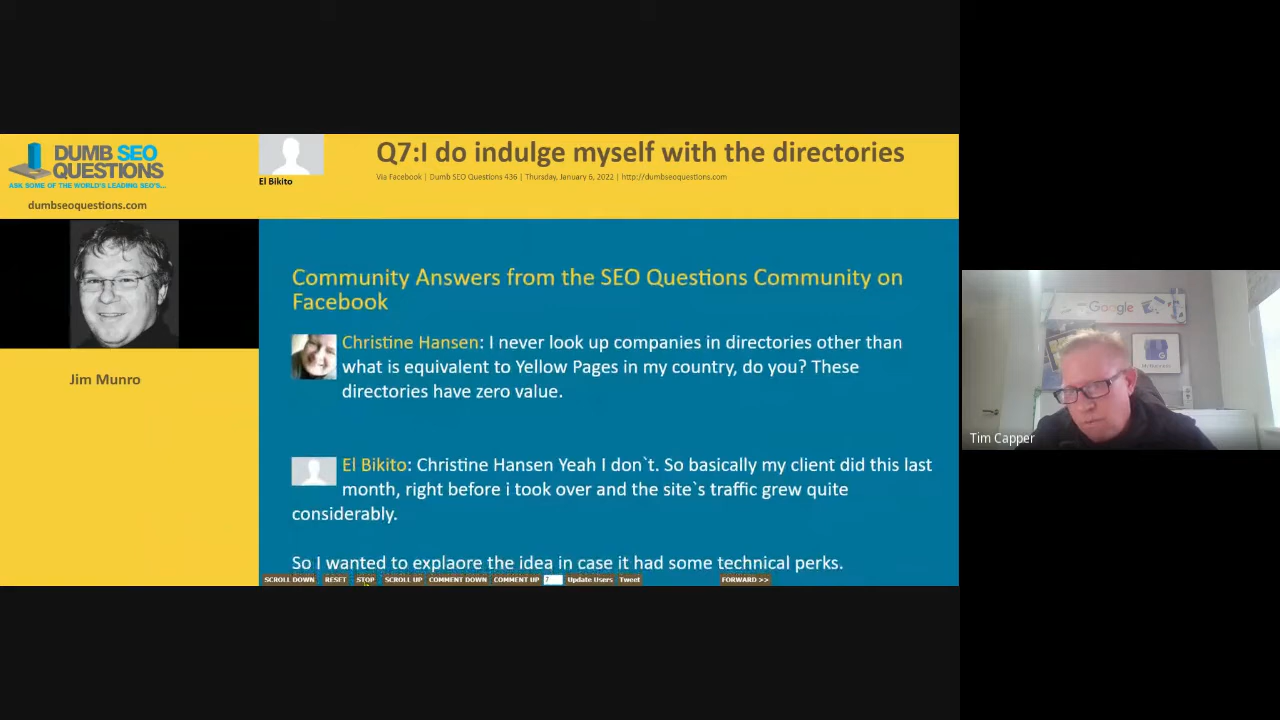 DUMB SEO
QUESTIONS
ASK SOME OF THE WORLD'S LEADING SEO'S...
dumbseoquestions.com
El Bikito
Q7:I do indulge myself with the directories
Via Facebook | Dumb SEO Questions 436 | Thursday, January 6, 2022 | http://dumbseoquestions.com
Jim Munro
Community Answers from the SEO Questions Community on
Facebook
Christine Hansen: I never look up companies in directories other than
what is equivalent to Yellow Pages in my country, do you? These
directories have zero value.
El Bikito: Christine Hansen Yeah I don`t. So basically my client did this last
month, right before i took over and the site`s traffic grew quite
considerably.
So I wanted to explaore the idea in case it had some technical perks.
SCROLL DOWN RESET STOP SCROLL UP COMMENT DOWN COMMENT UP 7 Update Users Tweet FORWARD >>
Google
Tim Capper